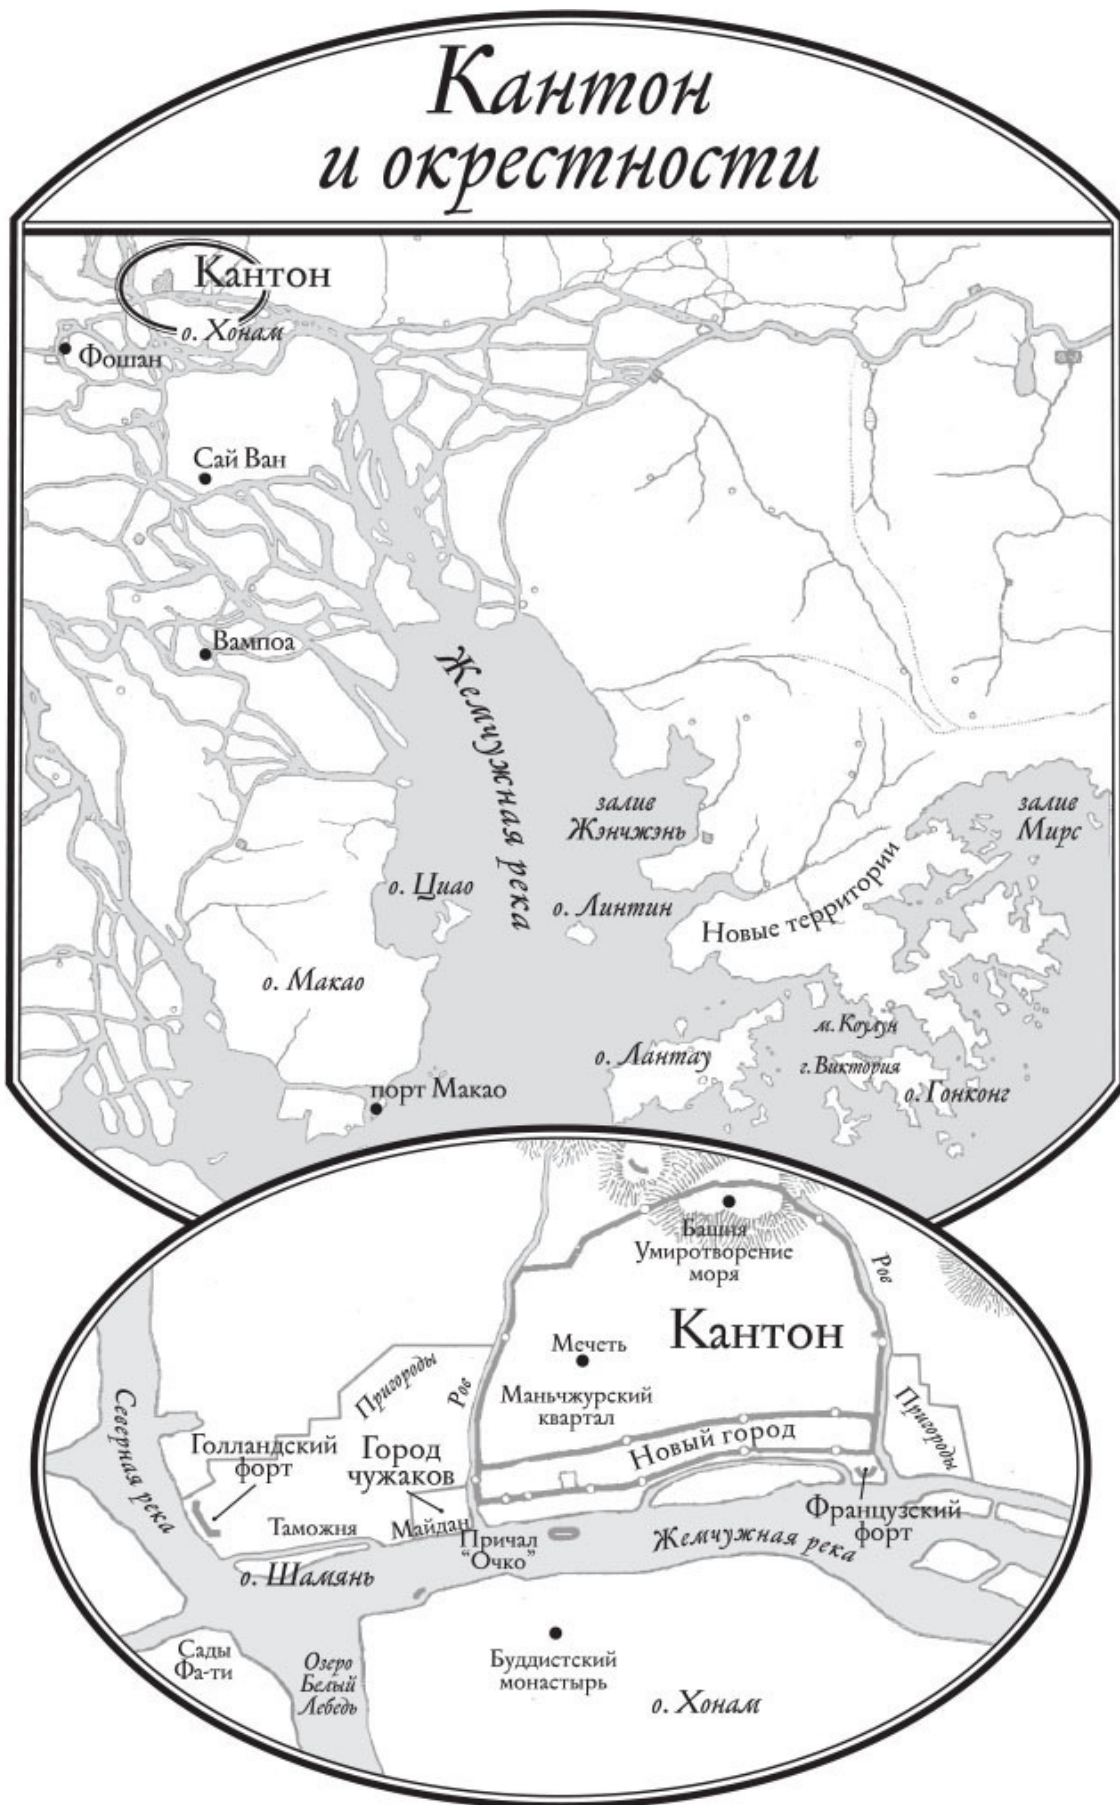 Кантон
и окрестности
Кантон
о. Хонам
Фошан
Сай Ван
Вампоа
Жемчужная река
залив
Жэнчжэнь
залив
Мирс
о. Циао
о. Линтин
Новые территории
о. Макао
м. Коулун
о. Лантау
г. Виктория
о. Гонконг
порт Макао
Башня
Умиротворение
моря
Ров
Кантон
Мечеть
Пригороды
Ров
Маньчжурский
квартал
Пригороды
Северная река
Голландский
форт
Город
чужаков
Новый город
Французский
форт
Таможня
Майдан
Причал
"Очко"
Жемчужная река
о. Шамянь
Сады
Фа-ти
Озеро
Белый
Лебедь
Буддистский
монастырь
о. Хонам